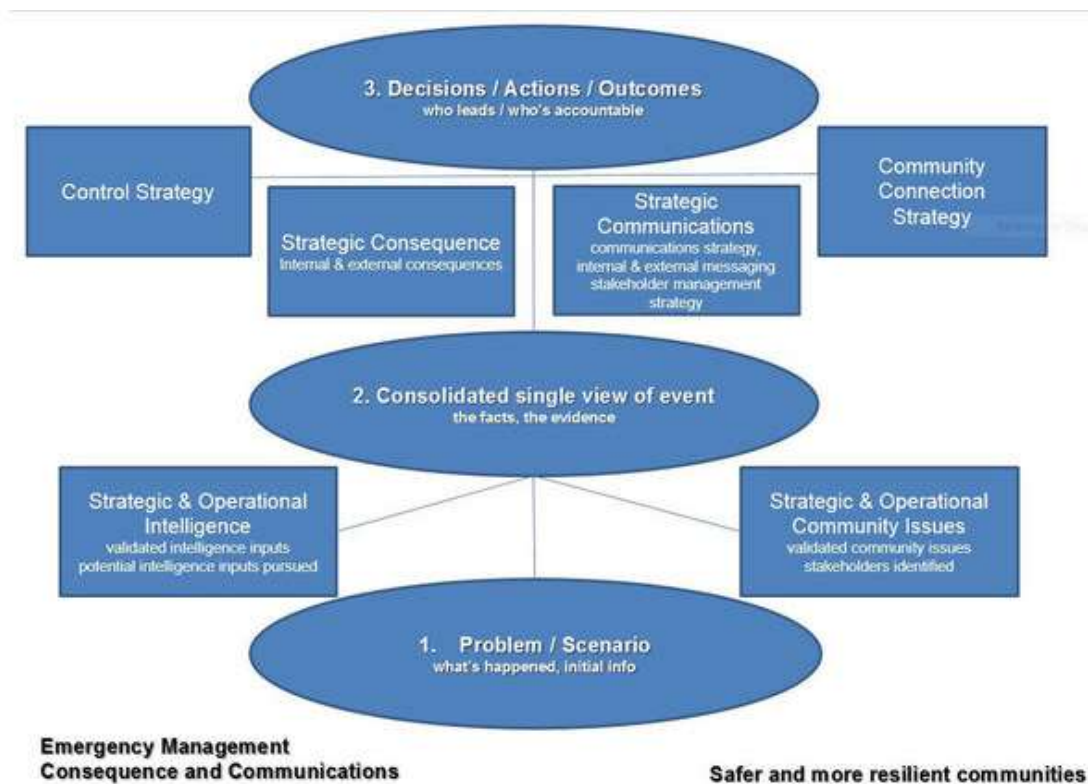 3. Decisions / Actions / Outcomes
who leads / who's accountable
Control Strategy
Community
Connection
Strategy
Strategic Consequence
Internal & external consequences
Strategic
Communications
communications strategy,
internal & external messaging
stakeholder management
strategy
2. Consolidated single view of event
the facts, the evidence
Strategic & Operational
Intelligence
validated intelligence inputs
potential intelligence inputs pursued
Strategic & Operational
Community Issues
validated community issues
stakeholders identified
1. Problem / Scenario
what's happened, initial info
Emergency Management
Consequence and Communications
Safer and more resilient communities